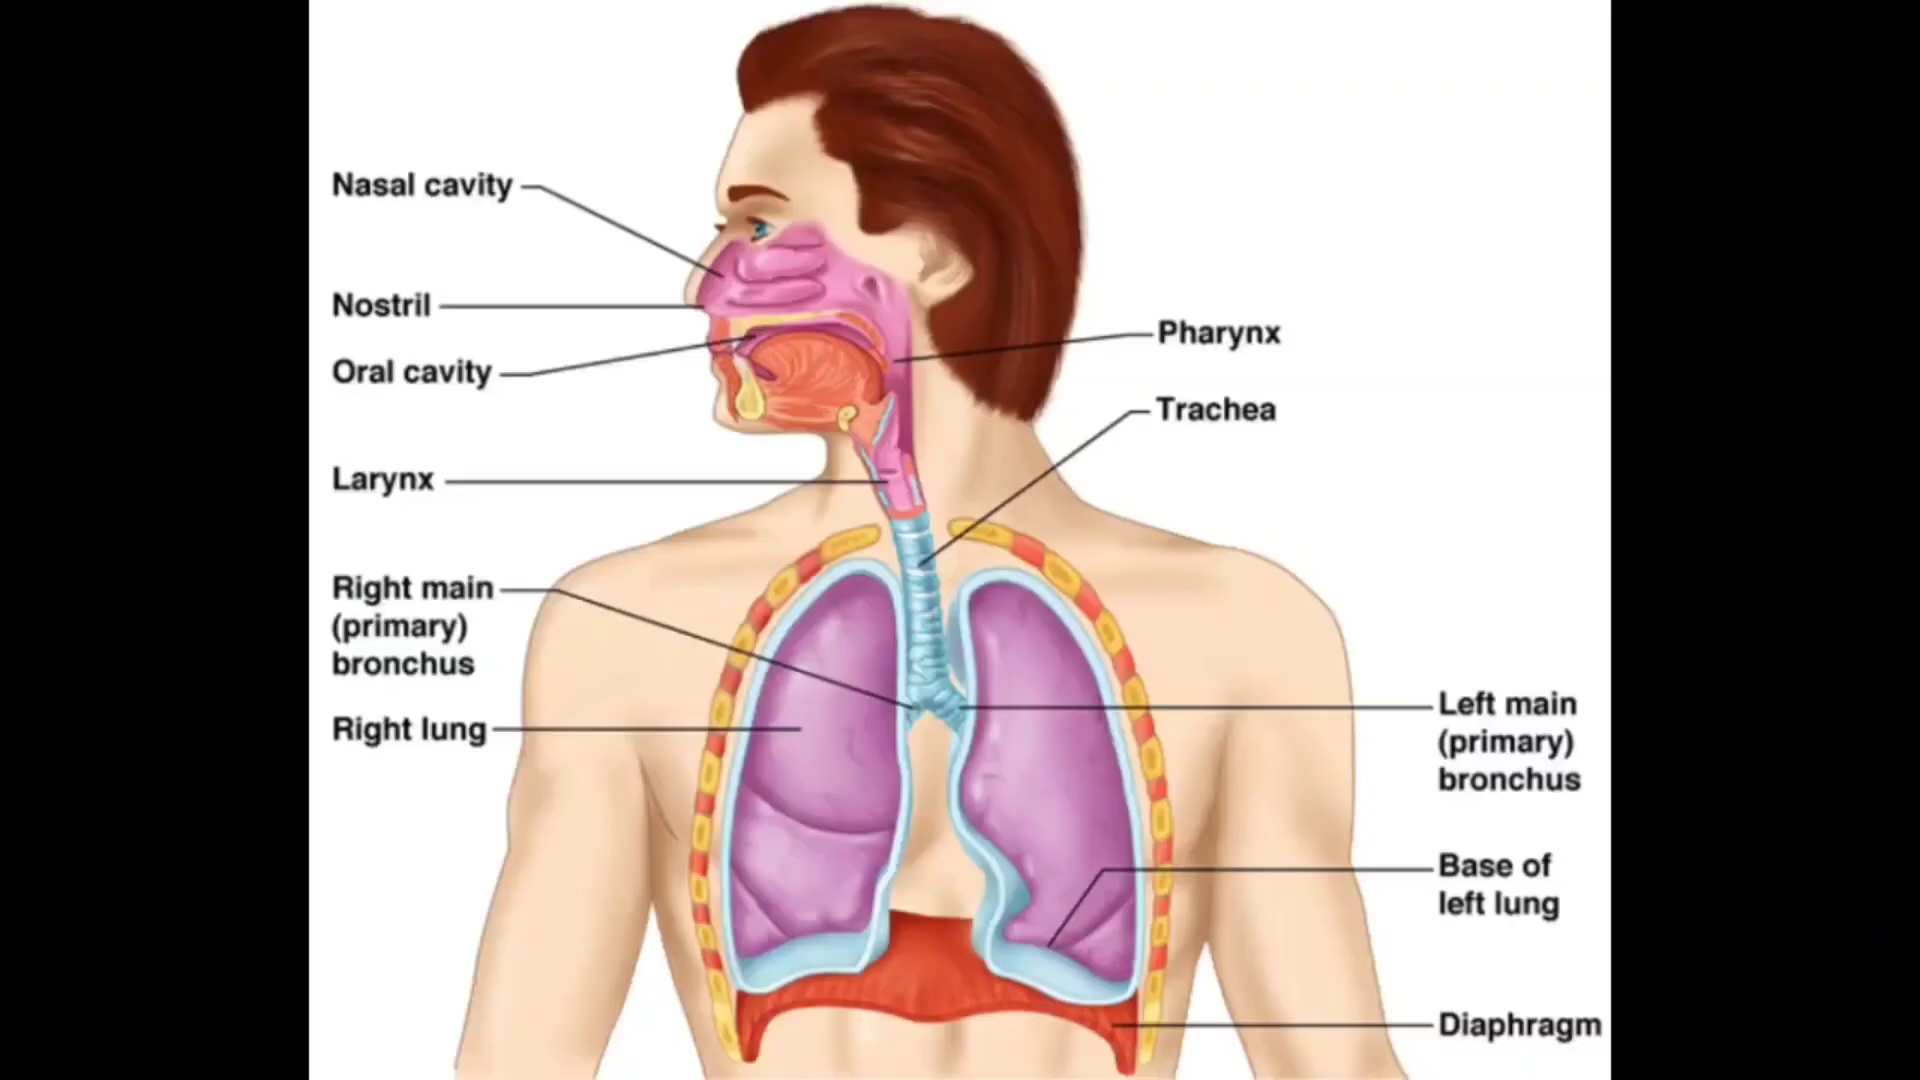 Nasal cavity
Nostril
Oral cavity
Larynx
Right main
(primary)
bronchus
Right lung
Pharynx
Trachea
Left main
(primary)
bronchus
Base of
left lung
Diaphragm